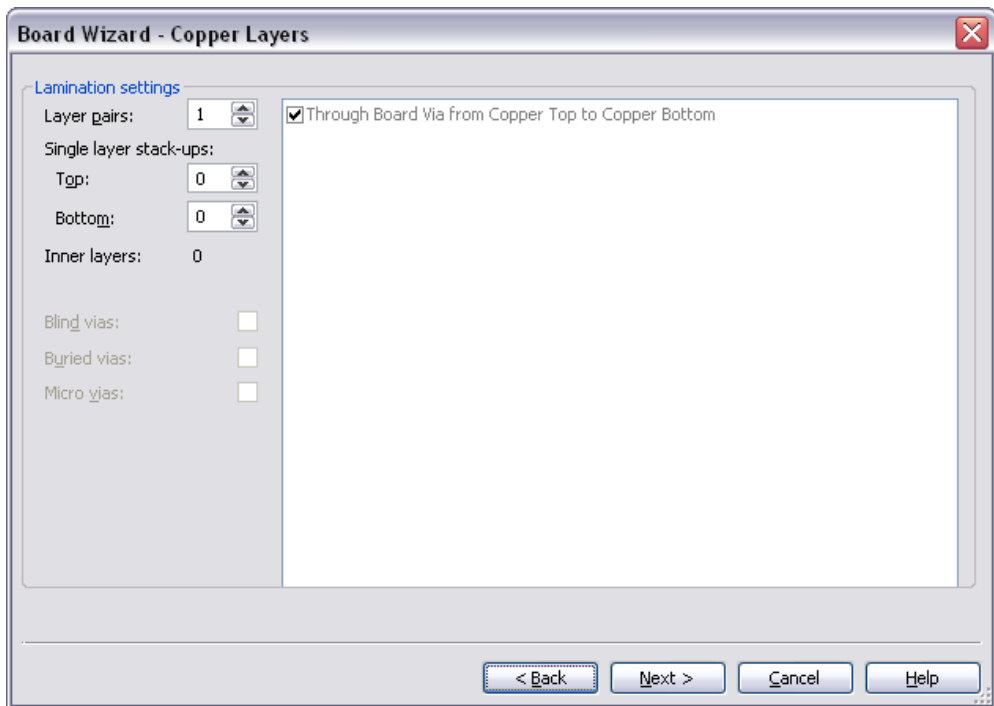 Board Wizard - Copper Layers
Lamination settings
Layer pairs: 1
Through Board Via from Copper Top to Copper Bottom
Single layer stack-ups:
Top: 0
Bottom: 0
Inner layers: 0
Blind vias:
Buried vias:
Micro vias:
< Back Next > Cancel Help